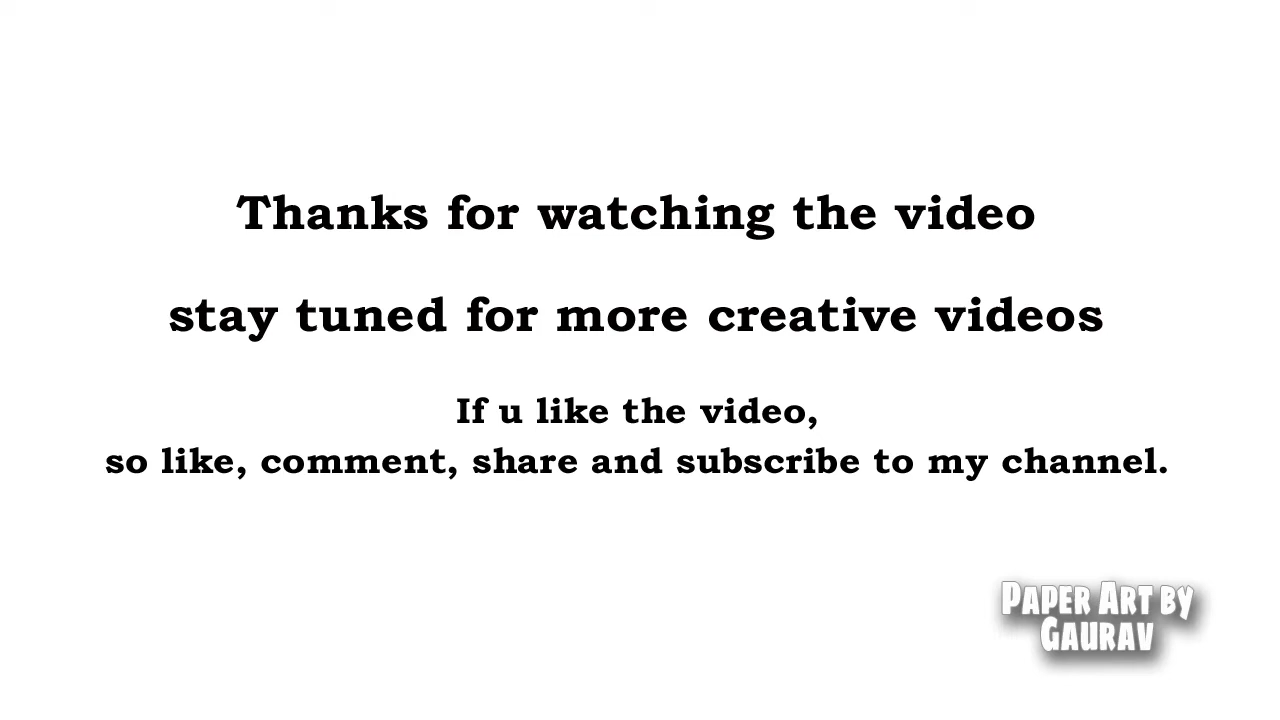 Thanks for watching the video
stay tuned for more creative videos
If u like the video,
so like, comment, share and subscribe to my channel.
Paper Art by
Gaurav